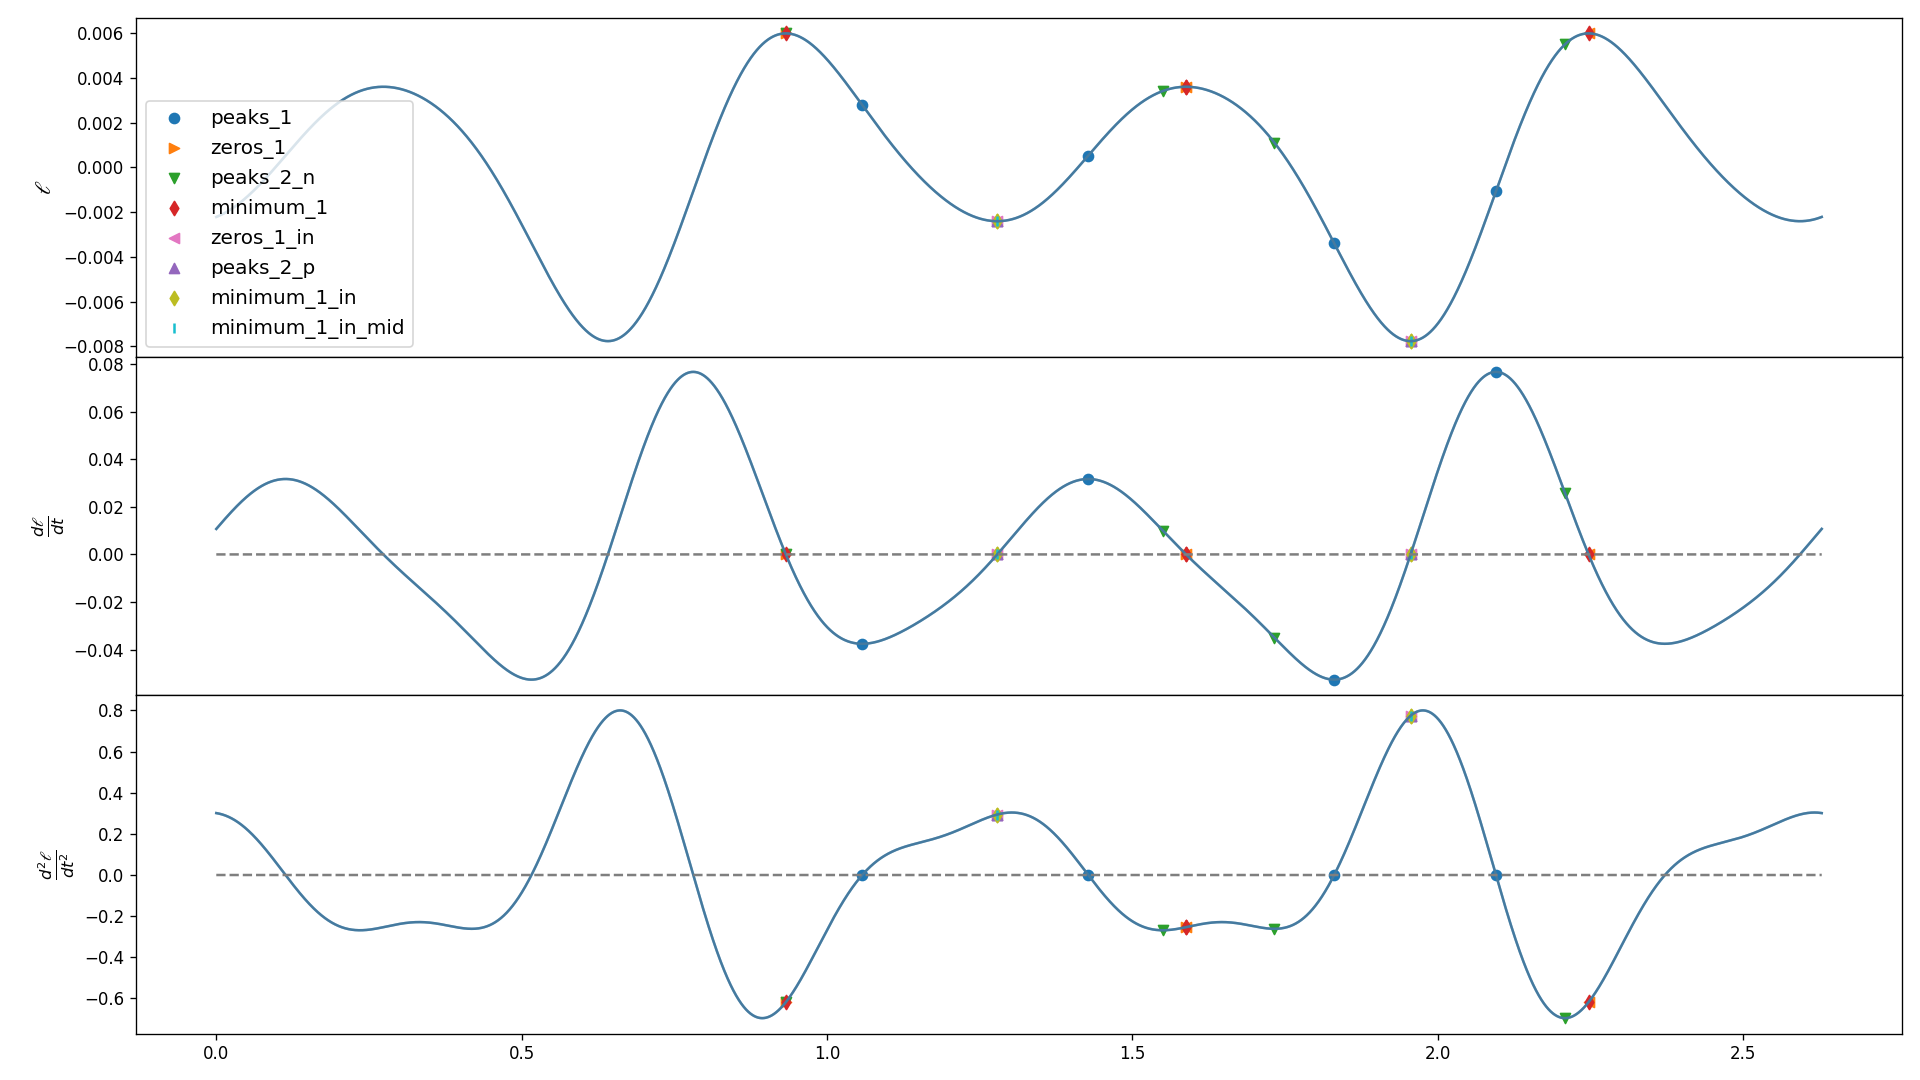 0.006
0.004
0.002
0.000
−0.002
−0.004
−0.006
−0.008
ℓ
peaks_1
zeros_1
peaks_2_n
minimum_1
zeros_1_in
peaks_2_p
minimum_1_in
minimum_1_in_mid
0.08
0.06
0.04
0.02
0.00
−0.02
−0.04
dℓ/dt
0.8
0.6
0.4
0.2
0.0
−0.2
−0.4
−0.6
d²ℓ/dt²
0.0 0.5 1.0 1.5 2.0 2.5